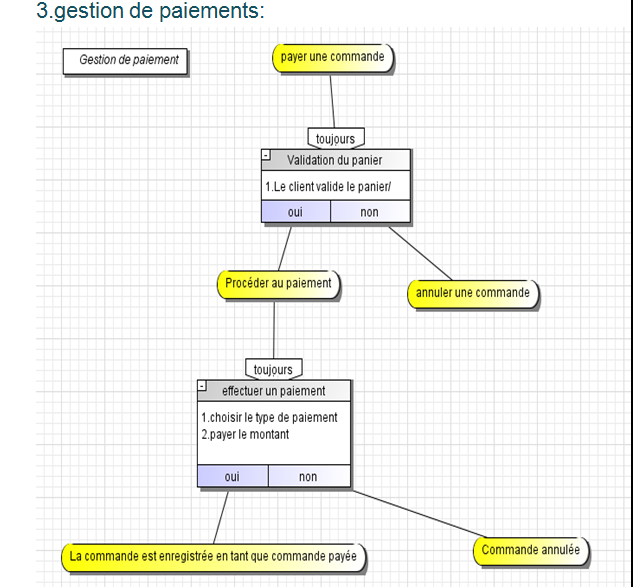 3.gestion de paiements:
Gestion de paiement
payer une commande
toujours
-
Validation du panier
1.Le client valide le panier/
oui
non
Procéder au paiement
annuler une commande
toujours
-
effectuer un paiement
1.choisir le type de paiement
2.payer le montant
oui
non
La commande est enregistrée en tant que commande payée
Commande annulée